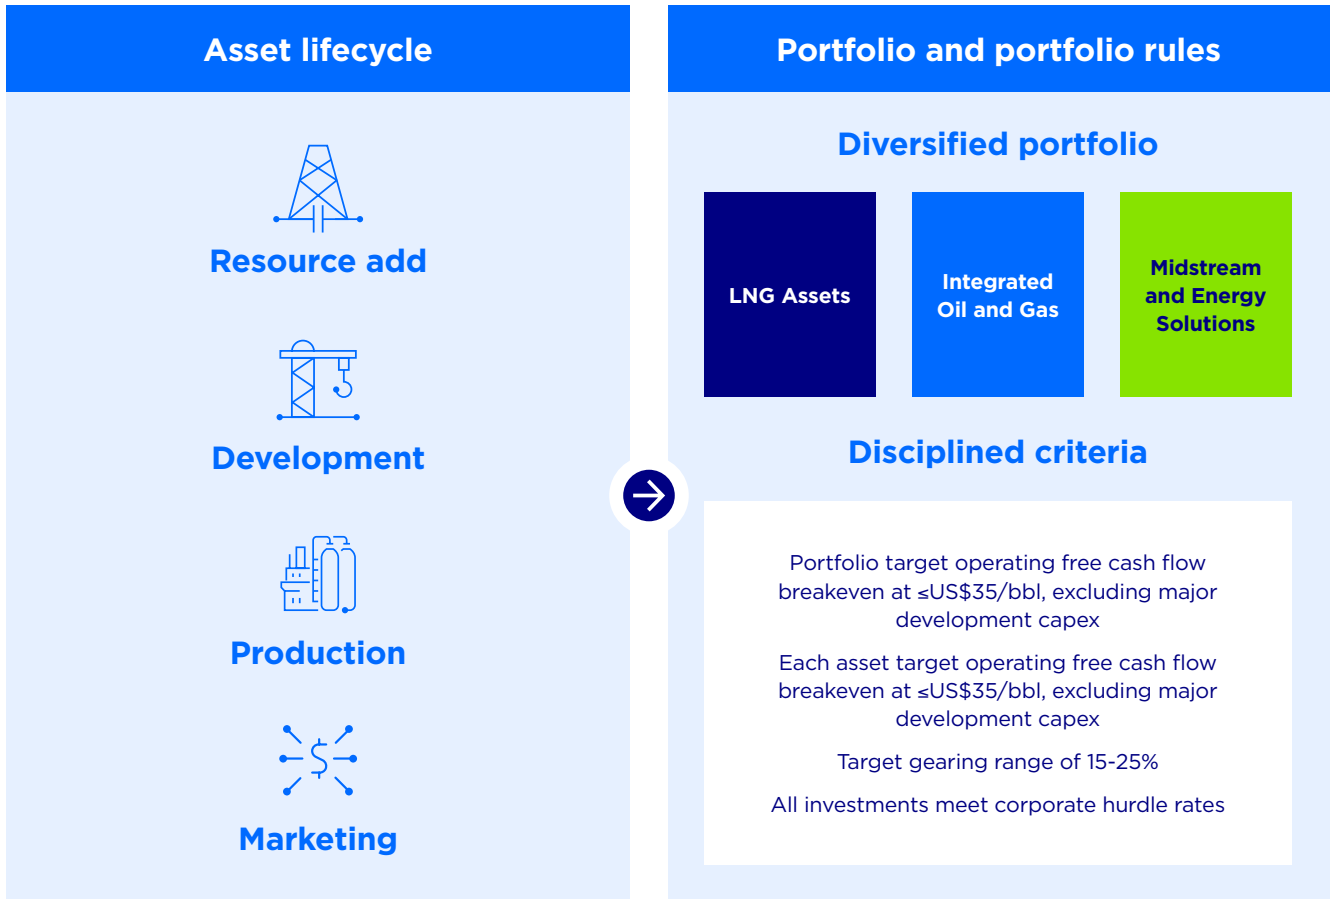 Asset lifecycle
Resource add
Development
Production
$
Marketing
Portfolio and portfolio rules
Diversified portfolio
LNG Assets
Integrated
Oil and Gas
Midstream
and Energy
Solutions
Disciplined criteria
Portfolio target operating free cash flow
breakeven at ≤US$35/bbl, excluding major
development capex
Each asset target operating free cash flow
breakeven at ≤US$35/bbl, excluding major
development capex
Target gearing range of 15-25%
All investments meet corporate hurdle rates